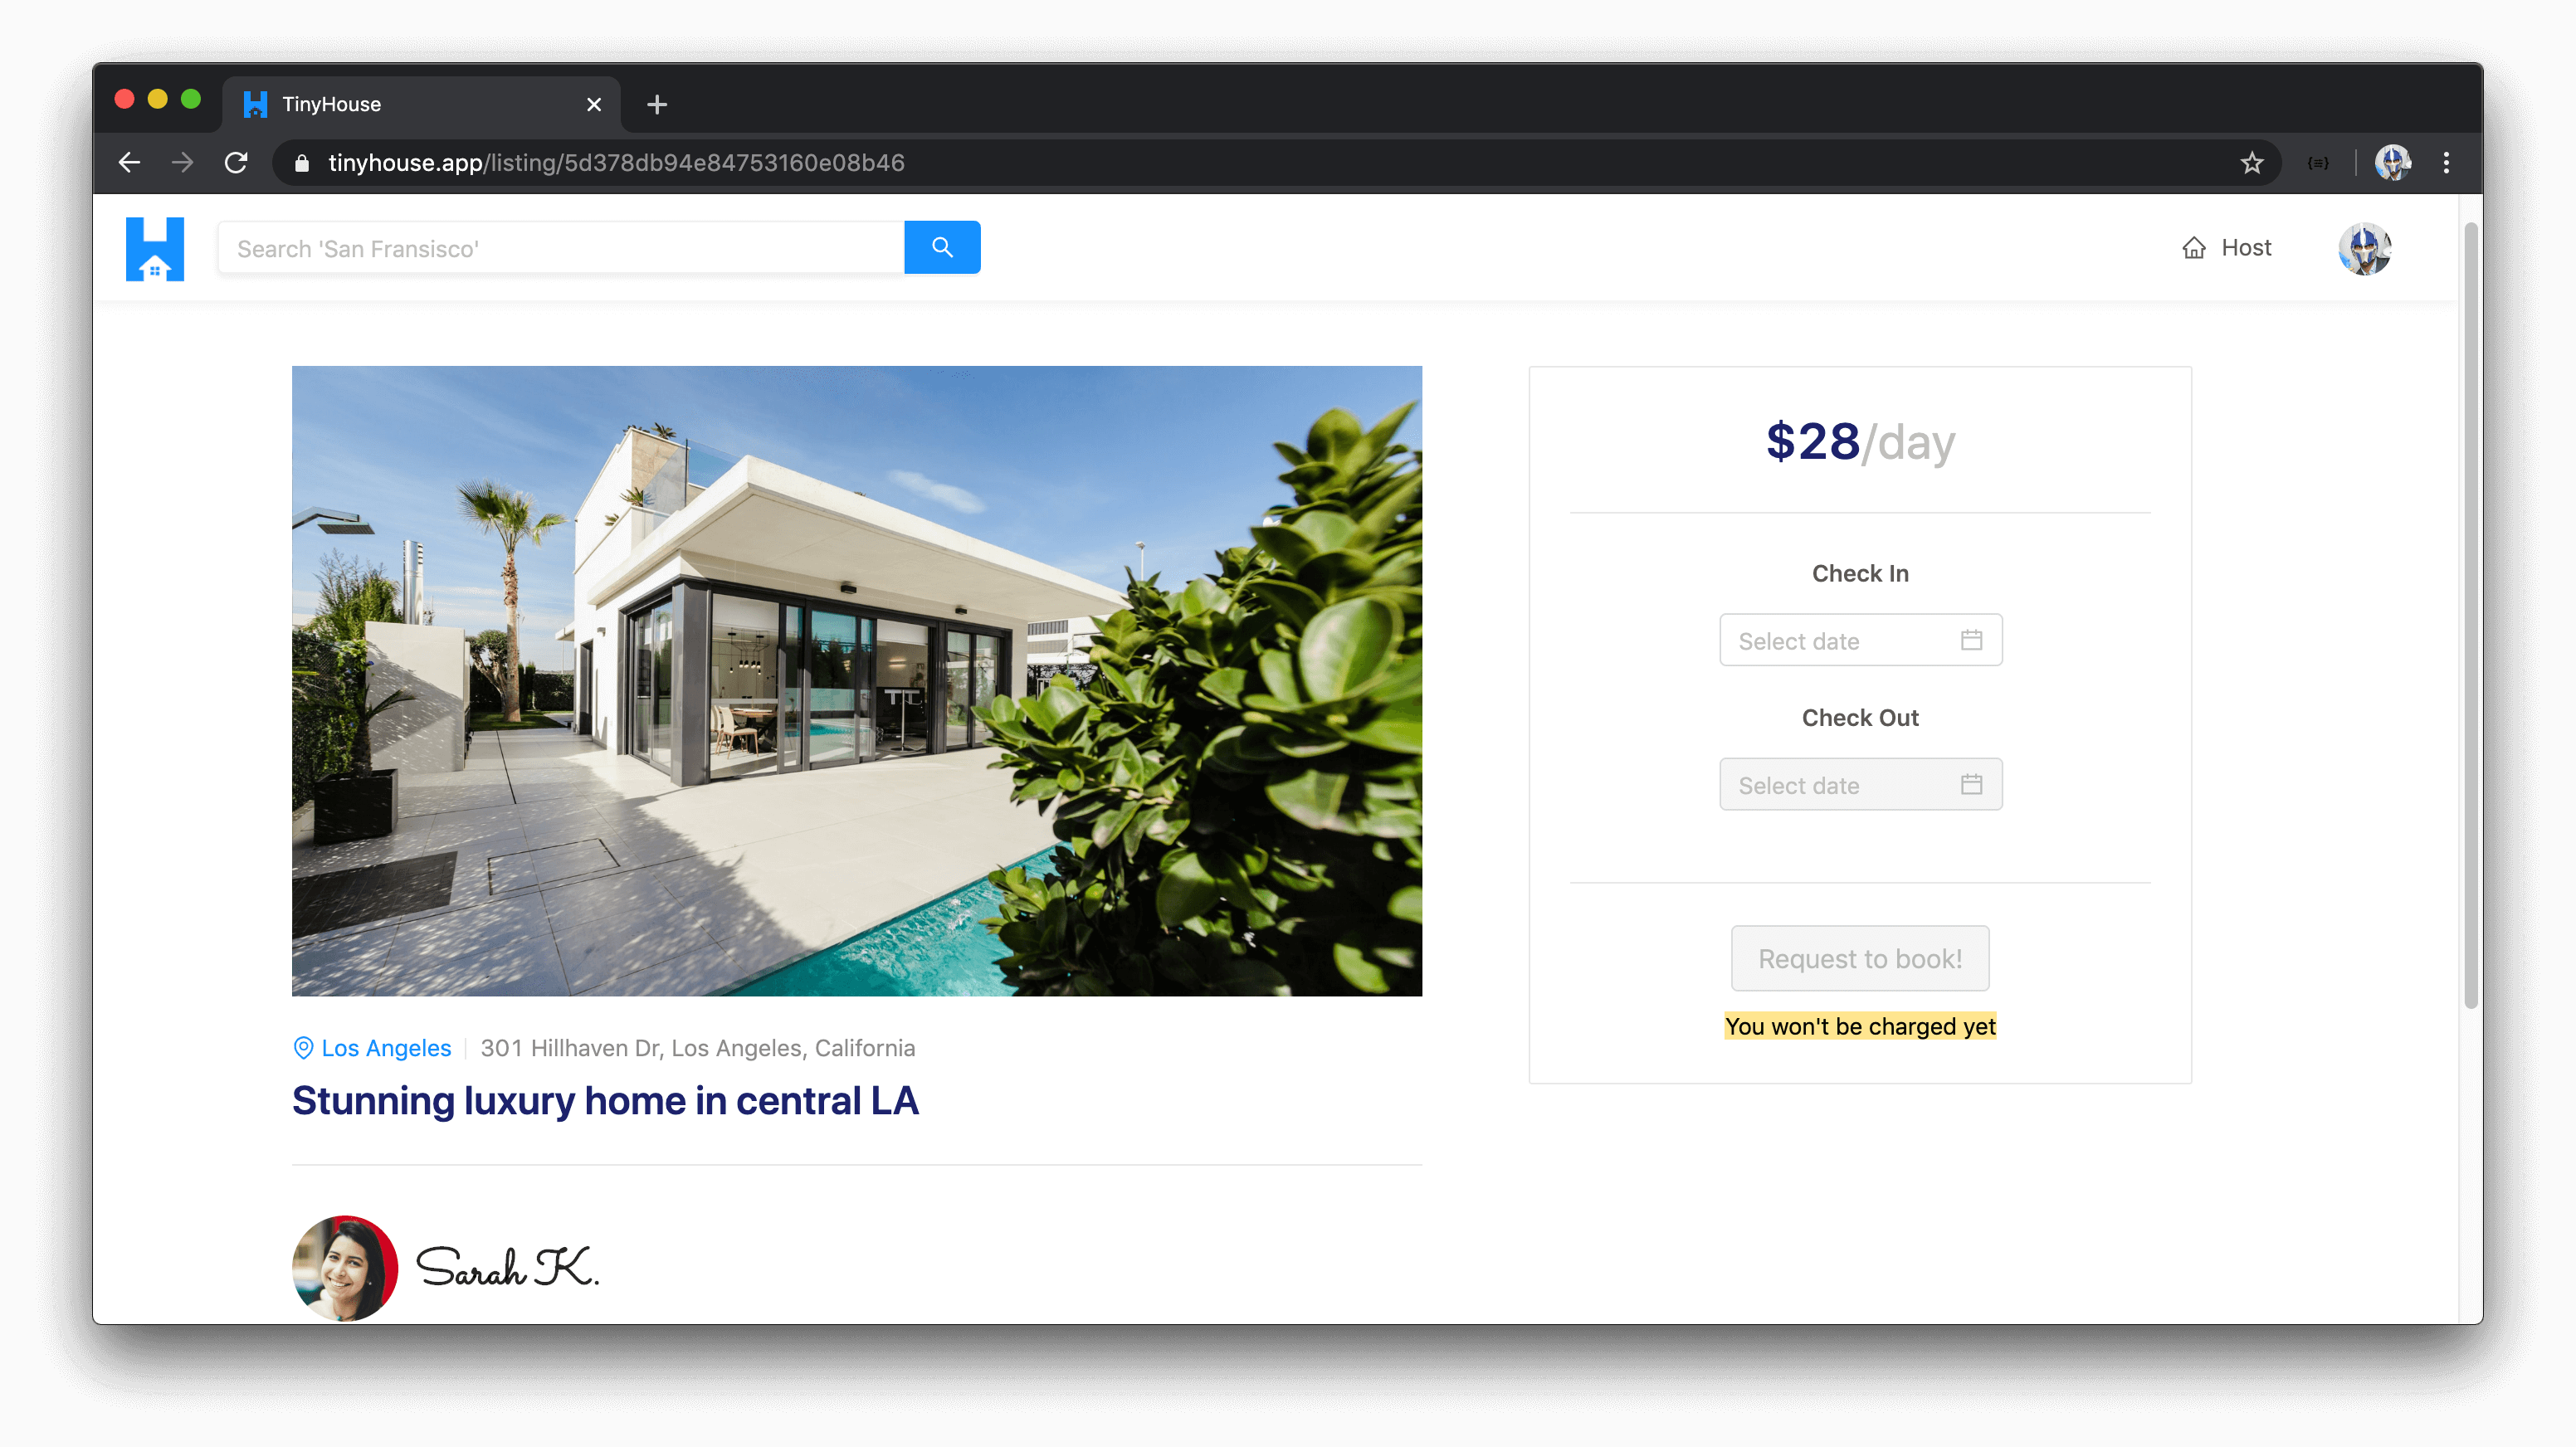 TinyHouse
tinyhouse.app/listing/5d378db94e84753160e08b46
Search 'San Fransisco'
Host
$28/day
Check In
Select date
Check Out
Select date
Request to book!
You won't be charged yet
Los Angeles | 301 Hillhaven Dr, Los Angeles, California
Stunning luxury home in central LA
Sarah K.